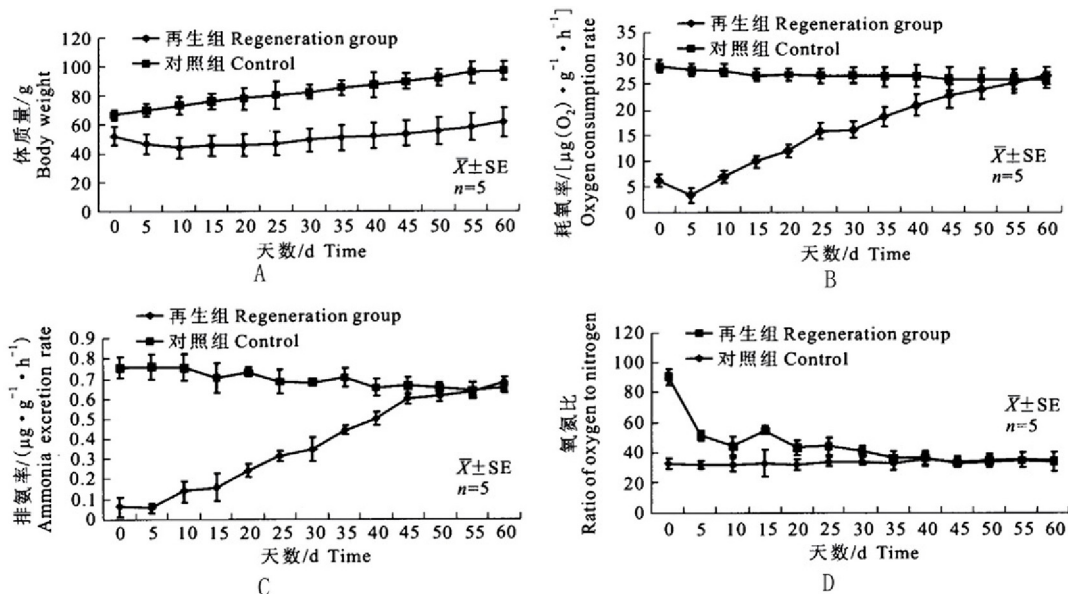 120
100
80
60
40
20
0
体质量/g
Body weight
再生组 Regeneration group
对照组 Control
X̄±SE
n=5
0 5 10 15 20 25 30 35 40 45 50 55 60
天数/d Time
A
40
35
30
25
20
15
10
5
0
耗氧率/[μg(O₂)·g⁻¹·h⁻¹]
Oxygen consumption rate
再生组 Regeneration group
对照组 Control
X̄±SE
n=5
0 5 10 15 20 25 30 35 40 45 50 55 60
天数/d Time
B
0.9
0.8
0.7
0.6
0.5
0.4
0.3
0.2
0.1
0
排氨率/(μg·g⁻¹·h⁻¹)
Ammonia excretion rate
再生组 Regeneration group
对照组 Control
X̄±SE
n=5
0 5 10 15 20 25 30 35 40 45 50 55 60
天数/d Time
C
120
100
80
60
40
20
0
氧氮比
Ratio of oxygen to nitrogen
再生组 Regeneration group
对照组 Control
X̄±SE
n=5
0 5 10 15 20 25 30 35 40 45 50 55 60
天数/d Time
D